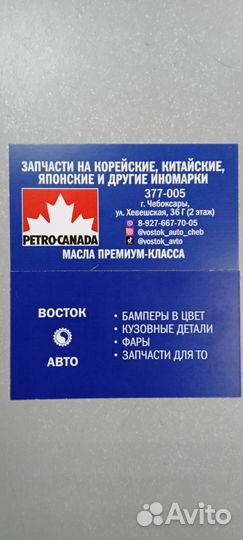 ЗАПЧАСТИ НА КОРЕЙСКИЕ, КИТАЙСКИЕ,
ЯПОНСКИЕ И ДРУГИЕ ИНОМАРКИ
377-005
г. Чебоксары,
ул. Хевешская, 36 Г (2 этаж)
8-927-667-70-05
@vostok_auto_cheb
@vostok_avto
PETRO-CANADA
МАСЛА ПРЕМИУМ-КЛАССА
ВОСТОК
АВТО
• БАМПЕРЫ В ЦВЕТ
• КУЗОВНЫЕ ДЕТАЛИ
• ФАРЫ
• ЗАПЧАСТИ ДЛЯ ТО
Avito